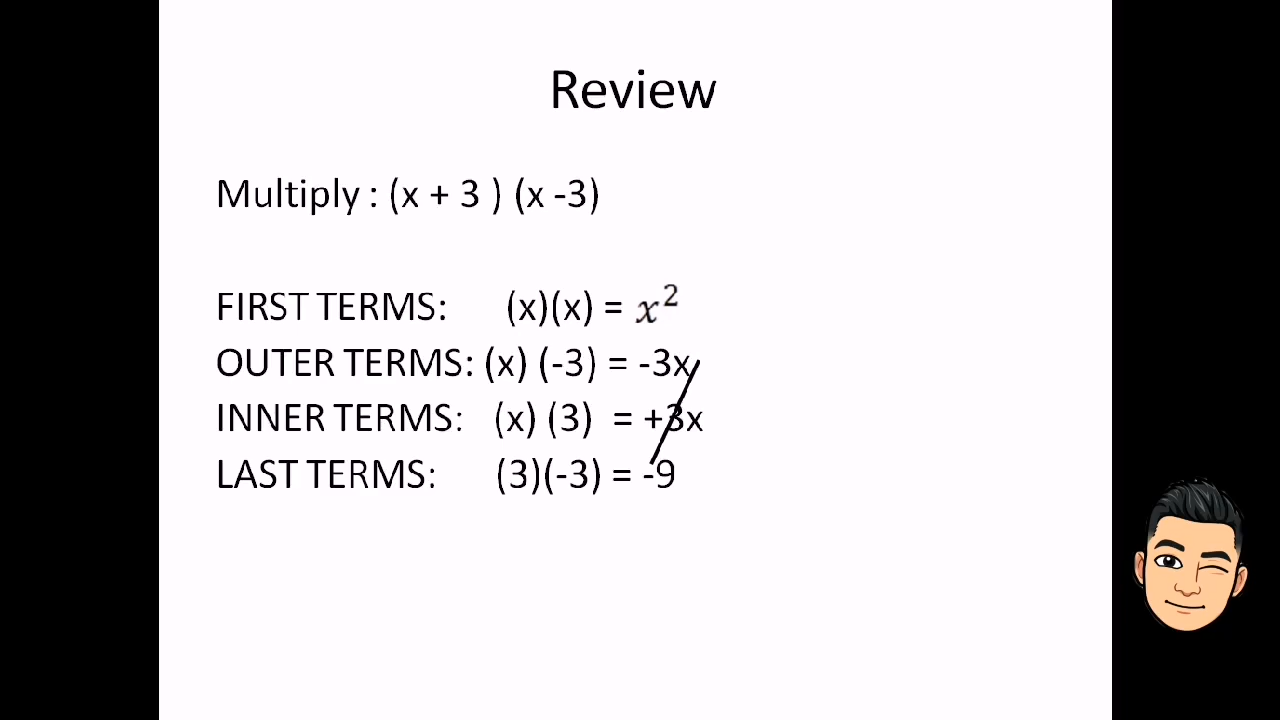 Review
Multiply : (x + 3 ) (x -3)
FIRST TERMS: (x)(x) = x²
OUTER TERMS: (x) (-3) = -3x
INNER TERMS: (x) (3) = +3x
LAST TERMS: (3)(-3) = -9